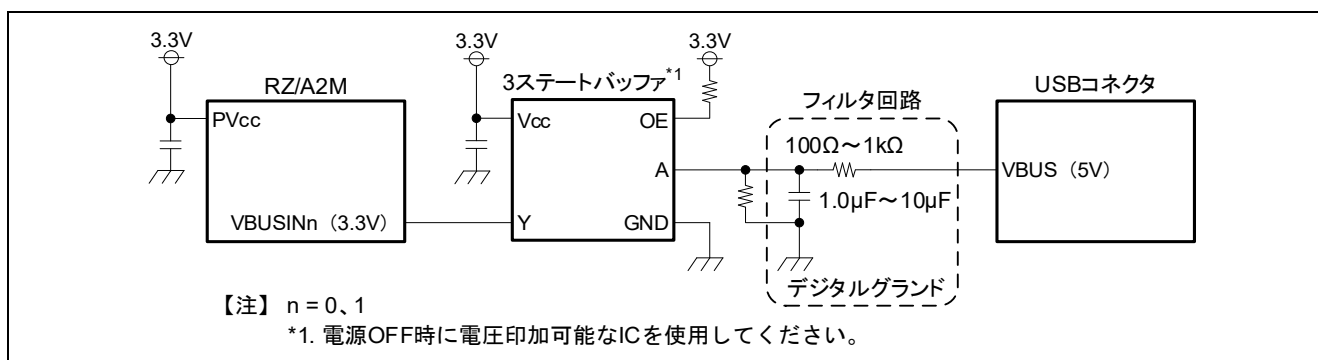 3.3V
3.3V
3.3V
RZ/A2M
3ステートバッファ*1
フィルタ回路
USBコネクタ
PVcc
Vcc
OE
100Ω～1kΩ
A
VBUS（5V）
1.0µF～10µF
VBUSINn（3.3V）
Y
GND
デジタルグランド
【注】 n = 0、1
*1. 電源OFF時に電圧印加可能なICを使用してください。